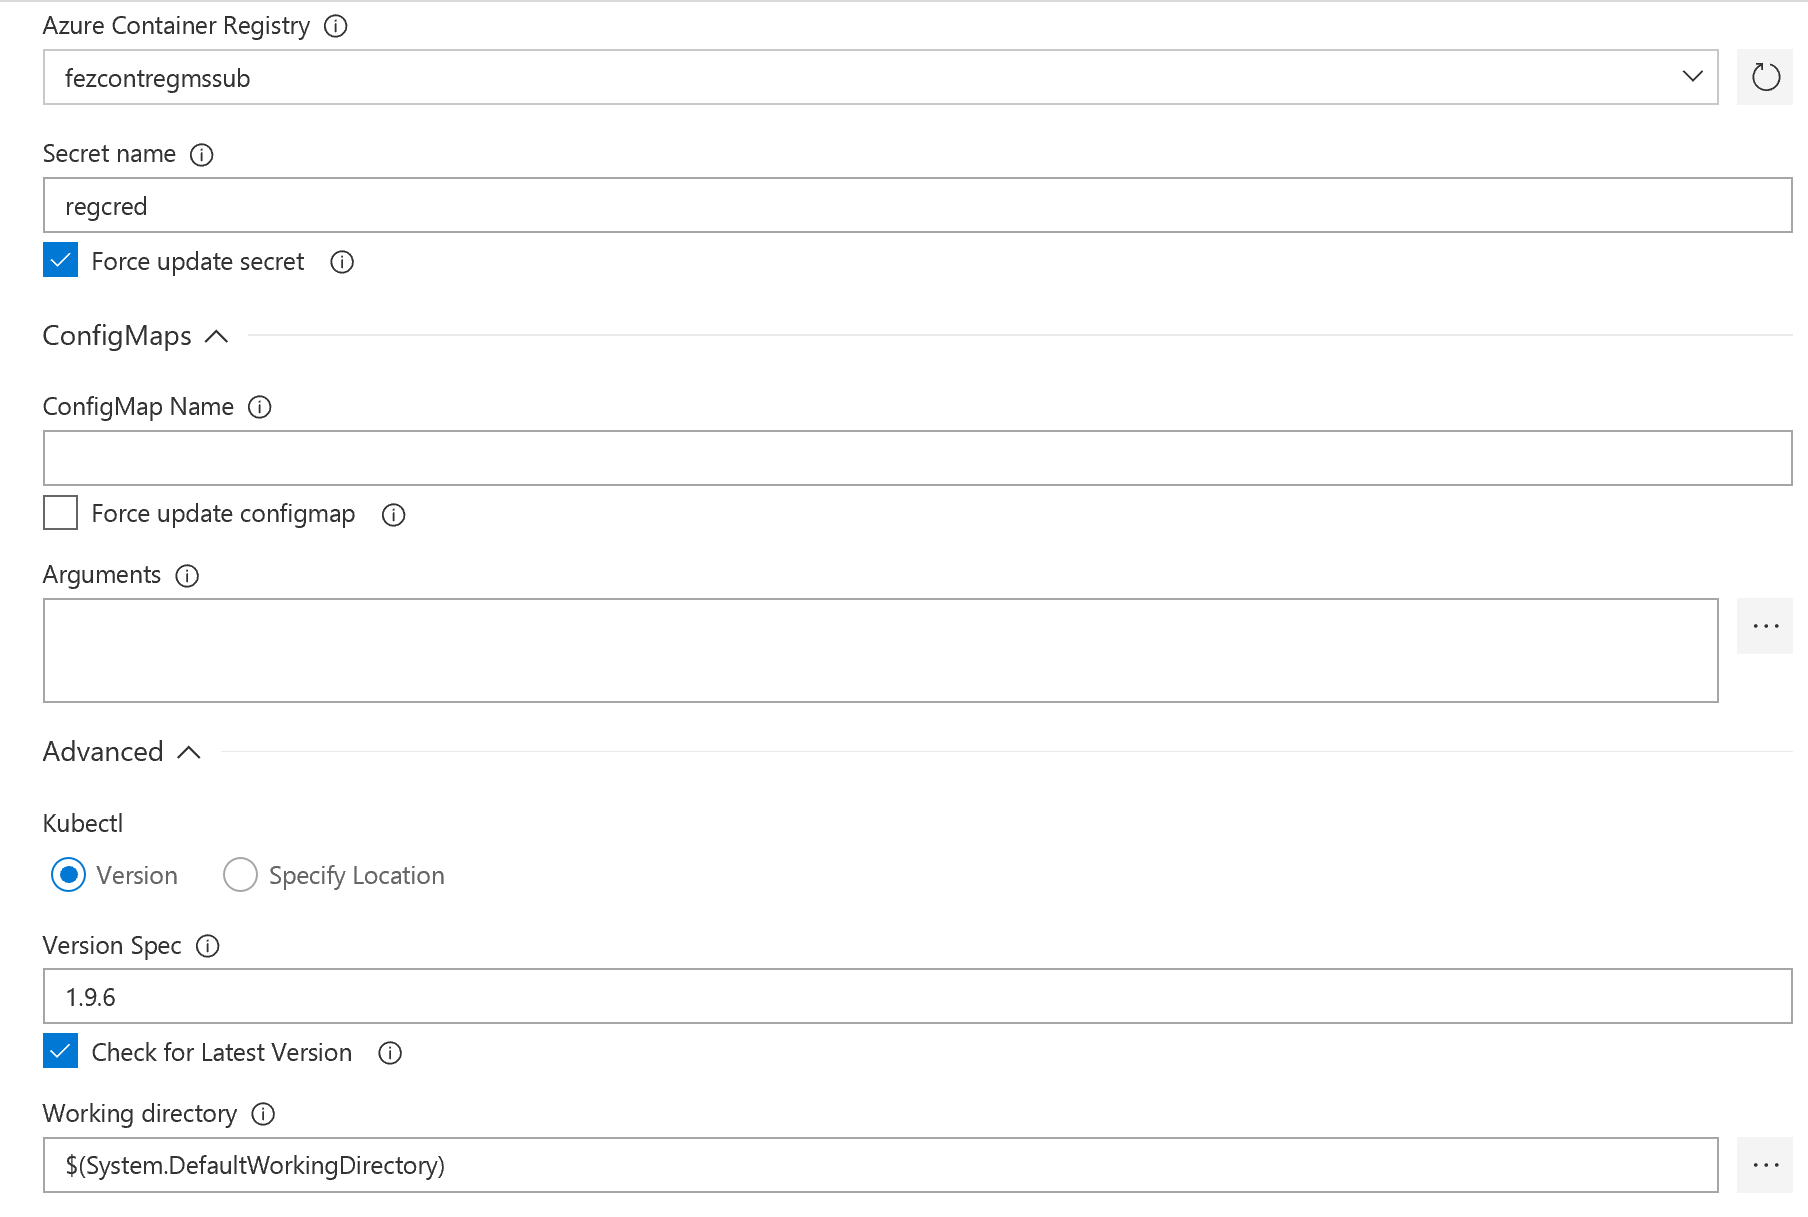 Azure Container Registry
fezcontregmssub
Secret name
regcred
Force update secret
ConfigMaps
ConfigMap Name
Force update configmap
Arguments
...
Advanced
Kubectl
Version Specify Location
Version Spec
1.9.6
Check for Latest Version
Working directory
$(System.DefaultWorkingDirectory)
...